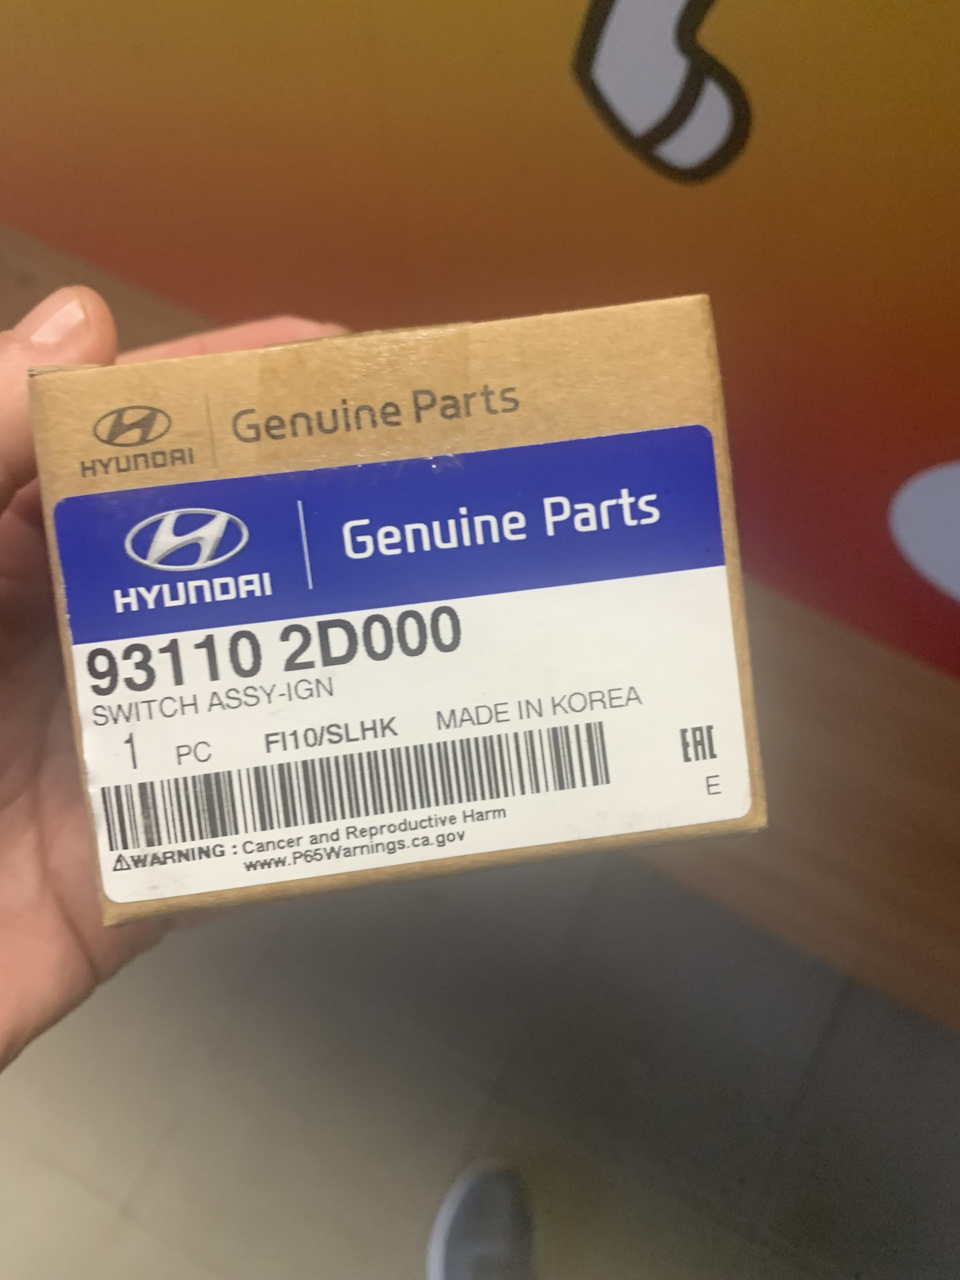 HYUNDAI Genuine Parts
HYUNDAI Genuine Parts
93110 2D000
SWITCH ASSY-IGN
1 PC FI10/SLHK MADE IN KOREA
EAC
E
WARNING : Cancer and Reproductive Harm
www.P65Warnings.ca.gov